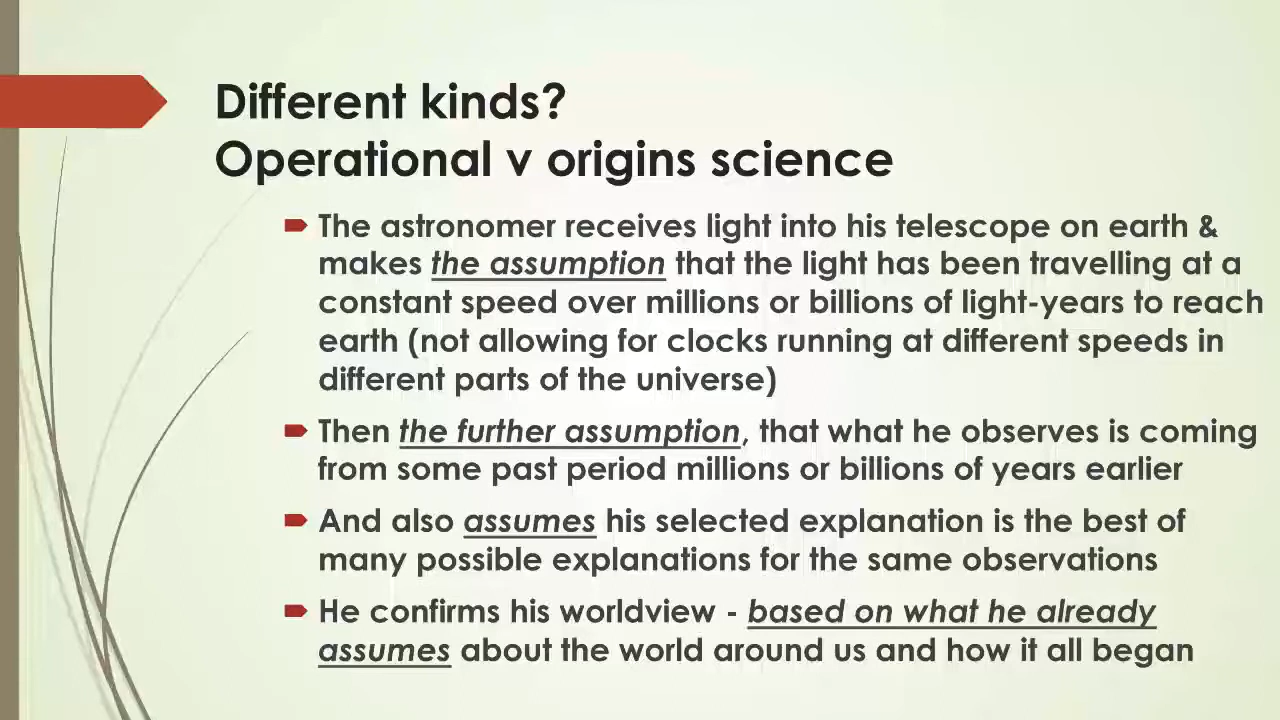 Different kinds?
Operational v origins science
The astronomer receives light into his telescope on earth &
makes the assumption that the light has been travelling at a
constant speed over millions or billions of light-years to reach
earth (not allowing for clocks running at different speeds in
different parts of the universe)
Then the further assumption, that what he observes is coming
from some past period millions or billions of years earlier
And also assumes his selected explanation is the best of
many possible explanations for the same observations
He confirms his worldview - based on what he already
assumes about the world around us and how it all began